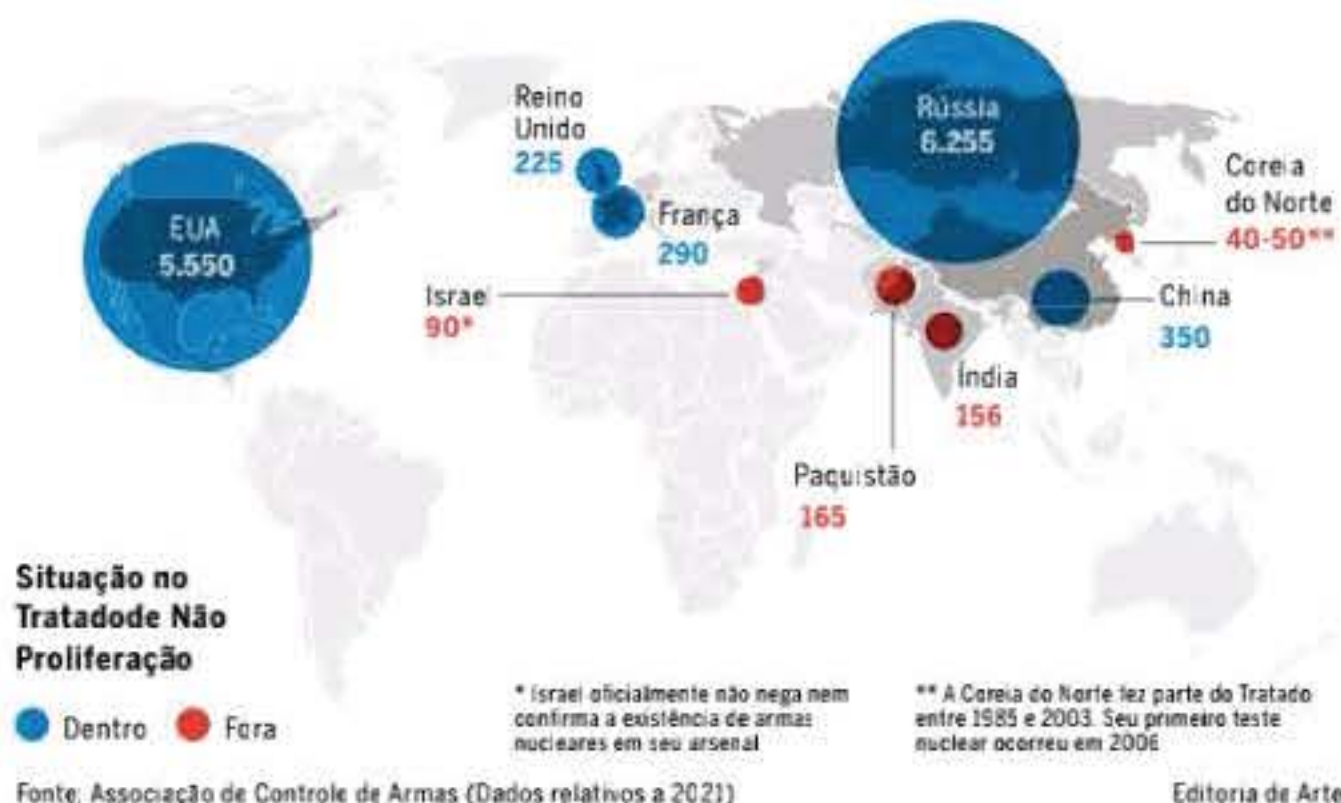 Reino
Unido
225
Rússia
6.255
Coreia
do Norte
40-50**
EUA
5.550
França
290
Israel
90*
China
350
Índia
156
Paquistão
165
Situação no
Tratadode Não
Proliferação
Dentro
Fora
* Israel oficialmente não nega nem
confirma a existência de armas
nucleares em seu arsenal
** A Coreia do Norte fez parte do Tratado
entre 1985 e 2003. Seu primeiro teste
nuclear ocorreu em 2006
Fonte: Associação de Controle de Armas (Dados relativos a 2021)
Editoria de Arte